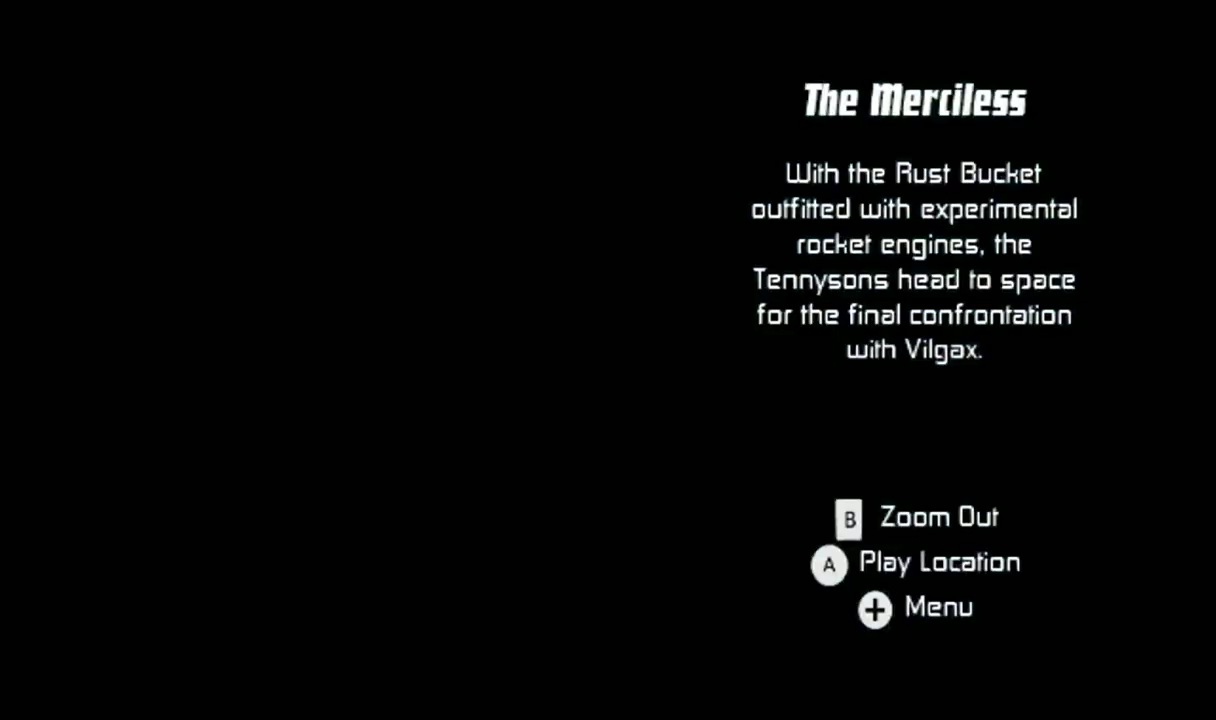 The Merciless
With the Rust Bucket
outfitted with experimental
rocket engines, the
Tennysons head to space
for the final confrontation
with Vilgax.
B Zoom Out
A Play Location
+ Menu